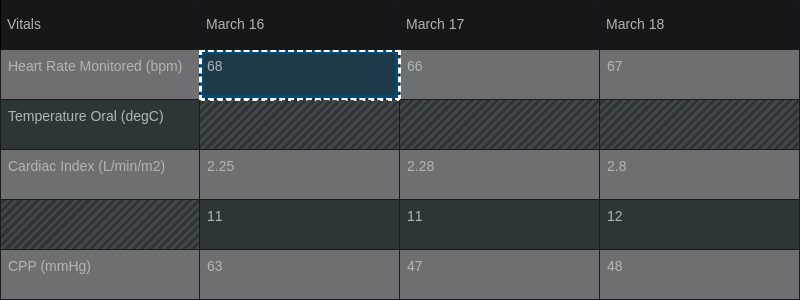 Vitals March 16 March 17 March 18
Heart Rate Monitored (bpm) 68 66 67
Temperature Oral (degC)
Cardiac Index (L/min/m2) 2.25 2.28 2.8
11 11 12
CPP (mmHg) 63 47 48